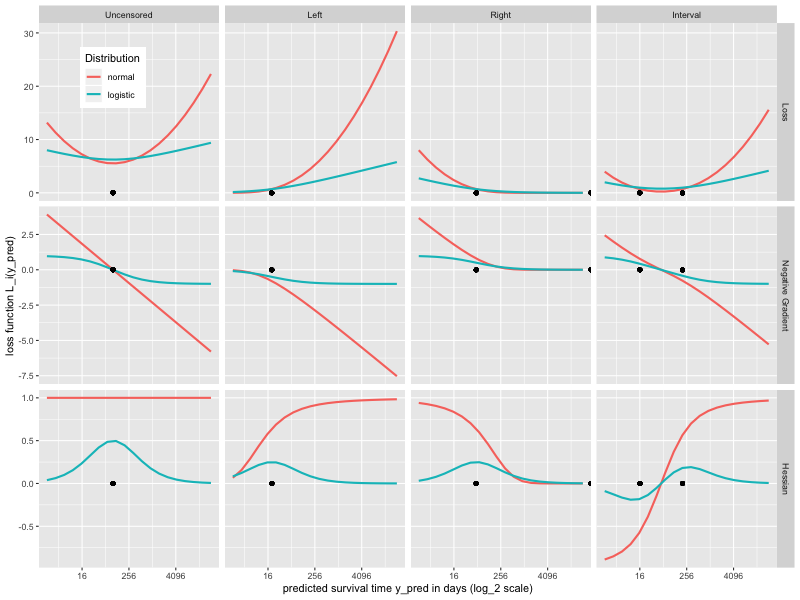 Uncensored
Left
Right
Interval
Distribution
normal
logistic
30
20
10
0
Loss
2.5
0.0
-2.5
-5.0
-7.5
Negative Gradient
1.0
0.5
0.0
-0.5
Hessian
loss function L_i(y_pred)
16 256 4096 16 256 4096 16 256 4096 16 256 4096
predicted survival time y_pred in days (log_2 scale)